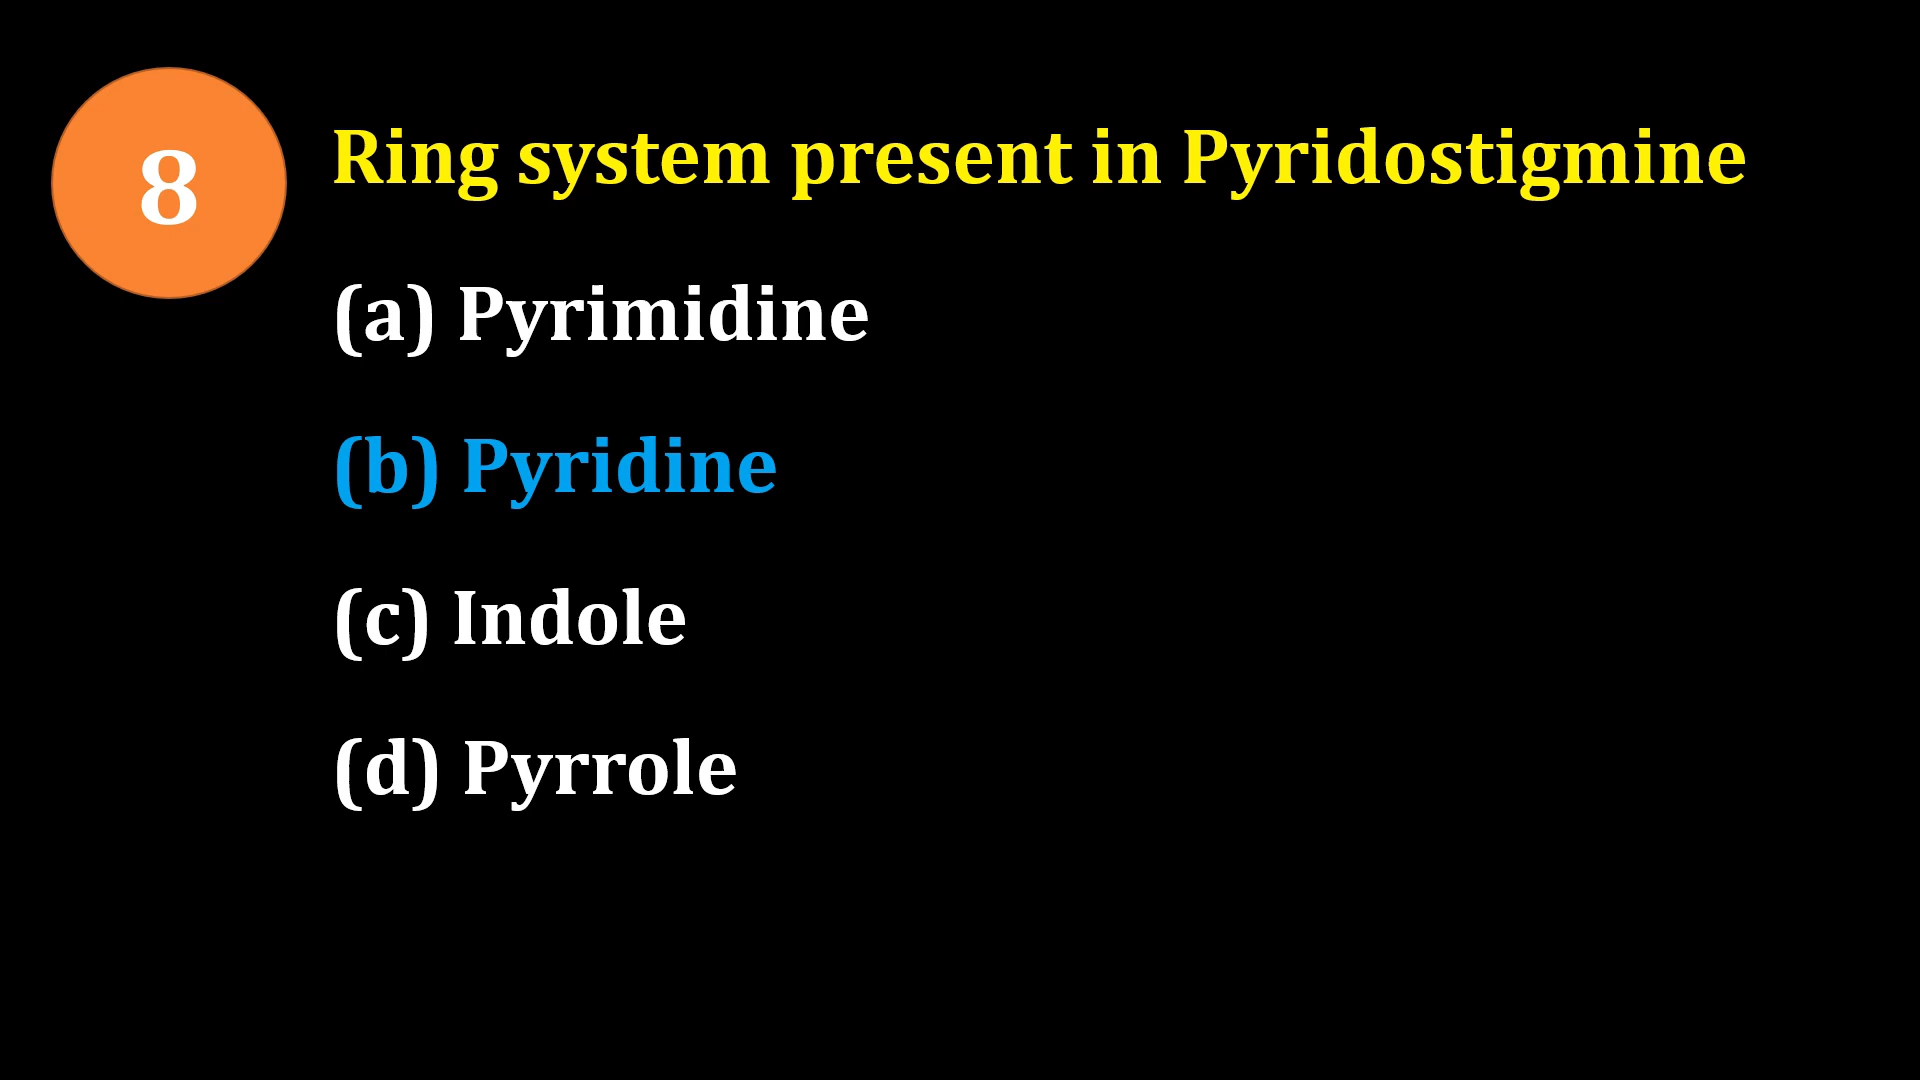 8
Ring system present in Pyridostigmine
(a) Pyrimidine
(b) Pyridine
(c) Indole
(d) Pyrrole